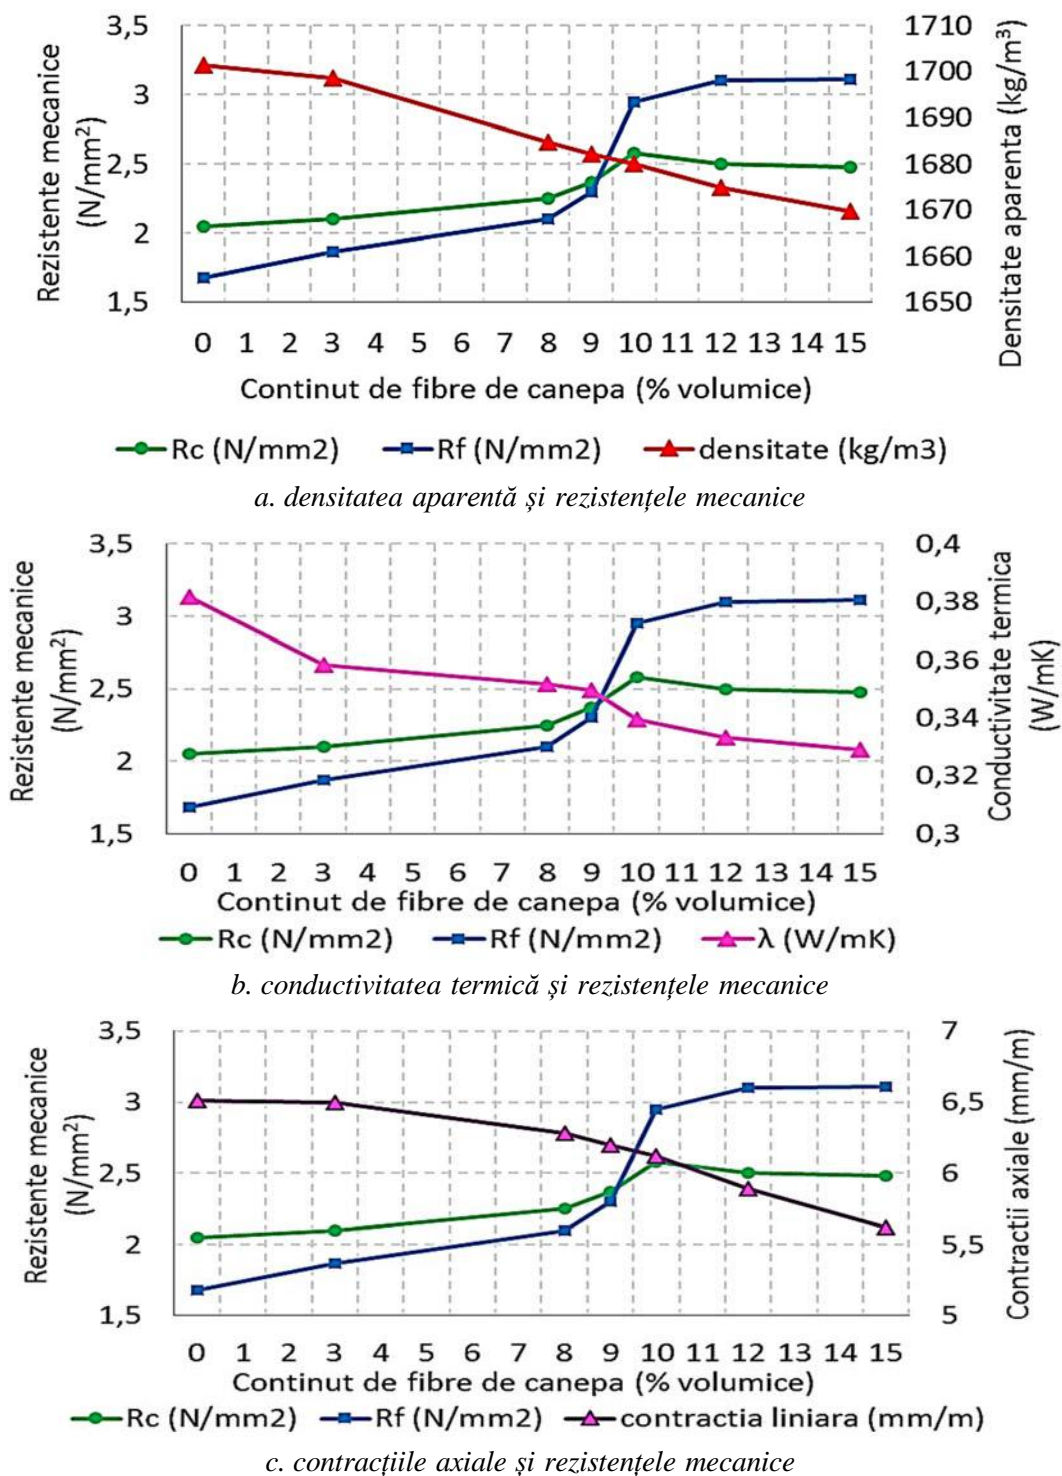 Rezistente mecanice
(N/mm²)
3,5
3
2,5
2
1,5
1710
1700
1690
1680
1670
1660
1650
Densitate aparenta (kg/m³)
0 1 2 3 4 5 6 7 8 9 10 11 12 13 14 15
Continut de fibre de canepa (% volumice)
Rc (N/mm2) Rf (N/mm2) densitate (kg/m3)
a. densitatea aparentă și rezistențele mecanice
Rezistente mecanice
(N/mm²)
3,5
3
2,5
2
1,5
0,4
0,38
0,36
0,34
0,32
0,3
Conductivitate termica
(W/mK)
0 1 2 3 4 5 6 7 8 9 10 11 12 13 14 15
Continut de fibre de canepa (% volumice)
Rc (N/mm2) Rf (N/mm2) λ (W/mK)
b. conductivitatea termică și rezistențele mecanice
Rezistente mecanice
(N/mm²)
3,5
3
2,5
2
1,5
7
6,5
6
5,5
5
Contractii axiale (mm/m)
0 1 2 3 4 5 6 7 8 9 10 11 12 13 14 15
Continut de fibre de canepa (% volumice)
Rc (N/mm2) Rf (N/mm2) contractia liniara (mm/m)
c. contracțiile axiale și rezistențele mecanice